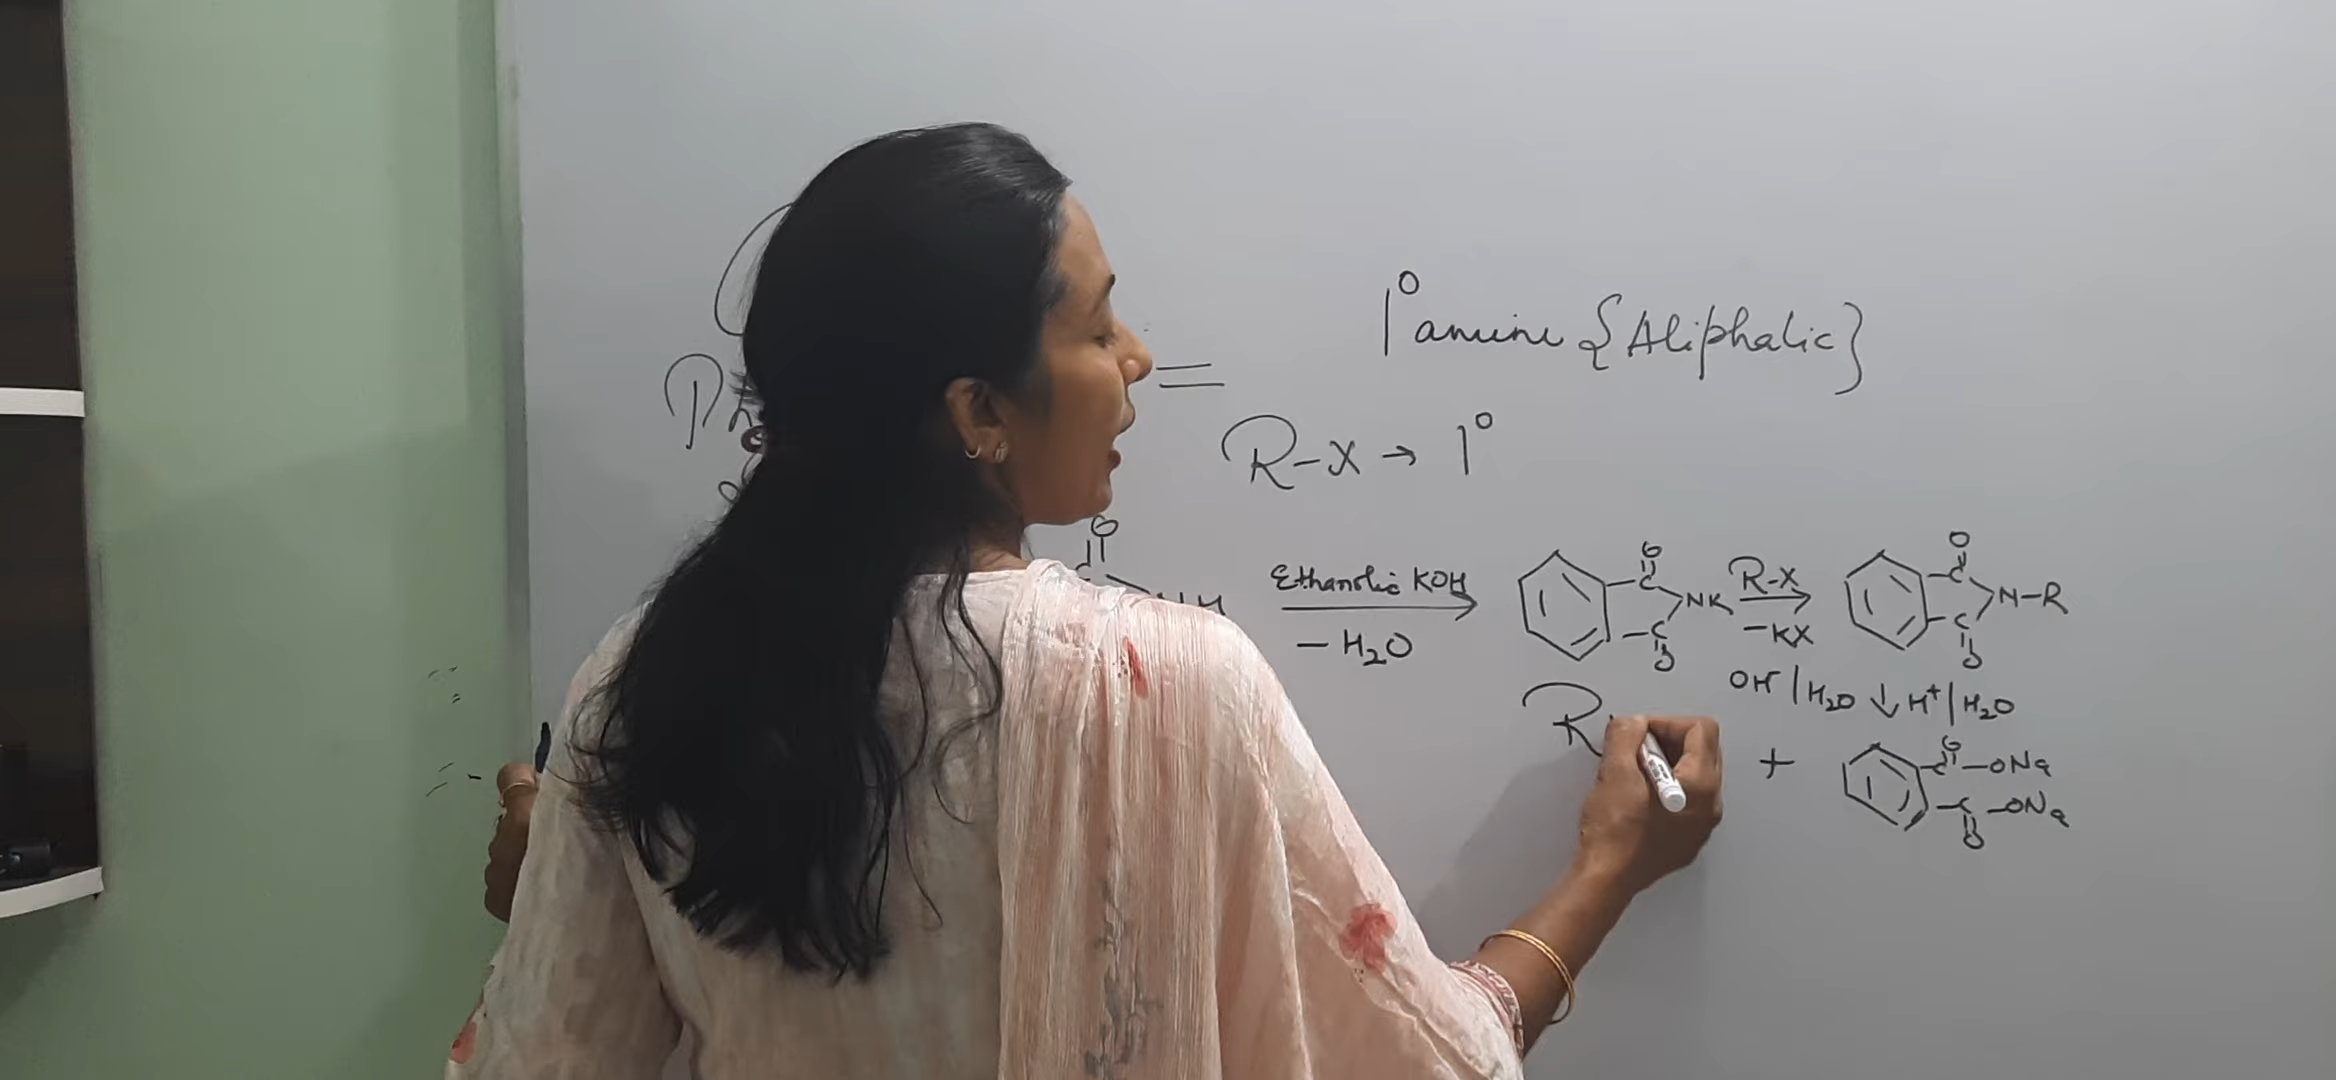 1° amine {Aliphatic}
R-X → 1°
O
Ethanolic KOH
- H2O
O
C
NK
C
O
R-X
- KX
O
C
N-R
C
O
OH⁻ / H2O ↓ H⁺ / H2O
R
+
O
C -ONa
C -ONa
O